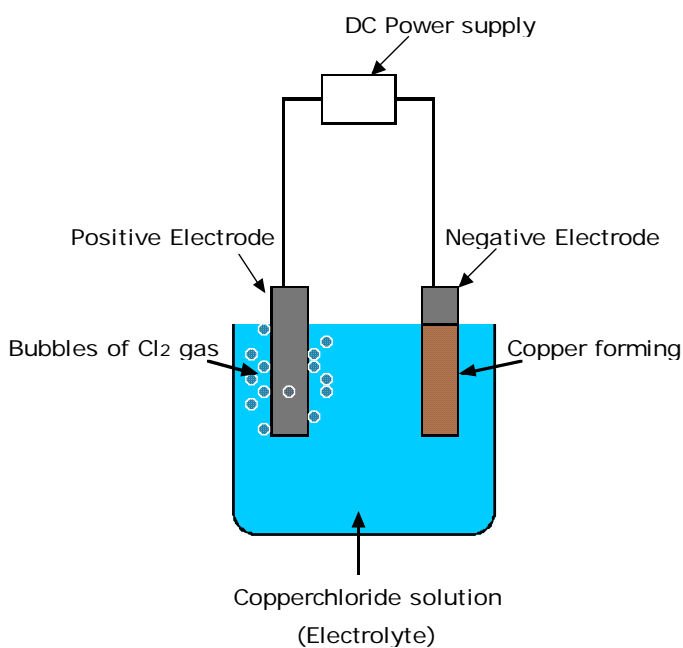 DC Power supply
Positive Electrode
Negative Electrode
Bubbles of Cl2 gas
Copper forming
Copperchloride solution
(Electrolyte)